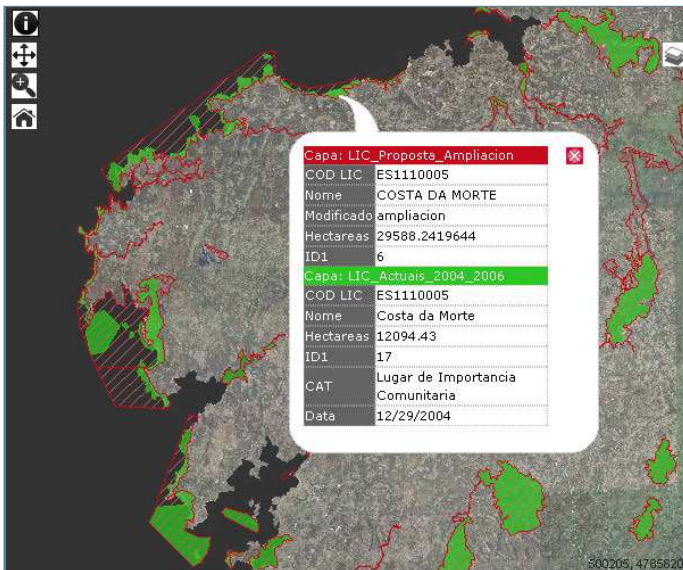 Capa: LIC_Proposta_Ampliacion
COD LIC ES1110005
Nome COSTA DA MORTE
Modificado ampliacion
Hectareas 29588.2419644
ID1 6
Capa: LIC_Actuais_2004_2006
COD LIC ES1110005
Nome Costa da Morte
Hectareas 12094.43
ID1 17
CAT Lugar de Importancia
Comunitaria
Data 12/29/2004
500205, 4785820